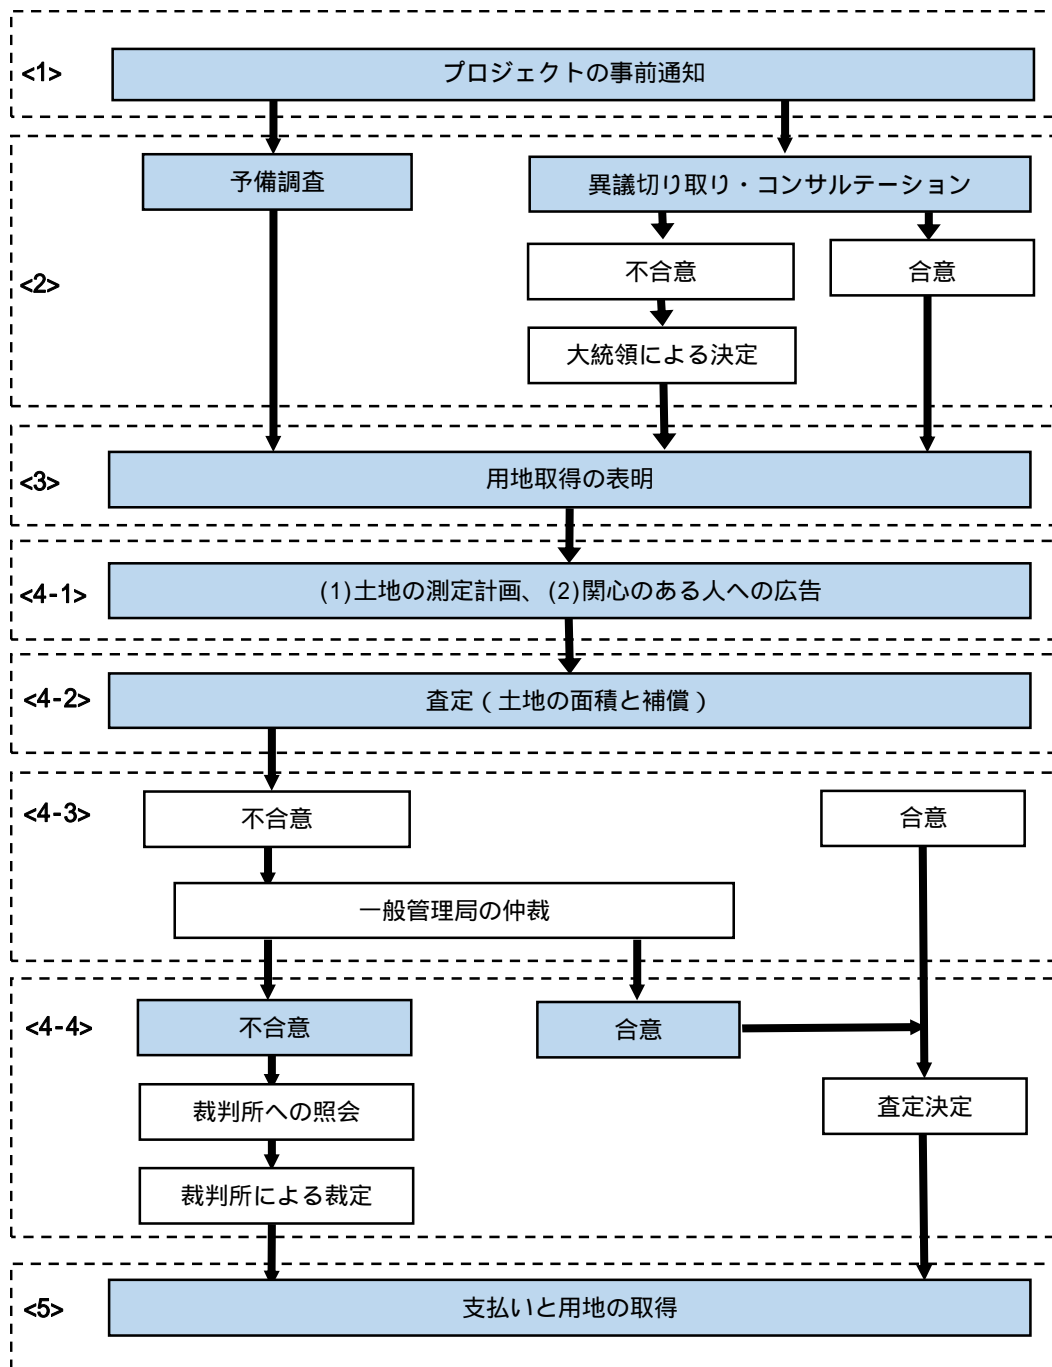 <1>
プロジェクトの事前通知
<2>
予備調査
異議切り取り・コンサルテーション
不合意
合意
大統領による決定
<3>
用地取得の表明
<4-1>
(1)土地の測定計画、(2)関心のある人への広告
<4-2>
査定(土地の面積と補償)
<4-3>
不合意
合意
一般管理局の仲裁
<4-4>
不合意
合意
裁判所への照会
査定決定
裁判所による裁定
<5>
支払いと用地の取得